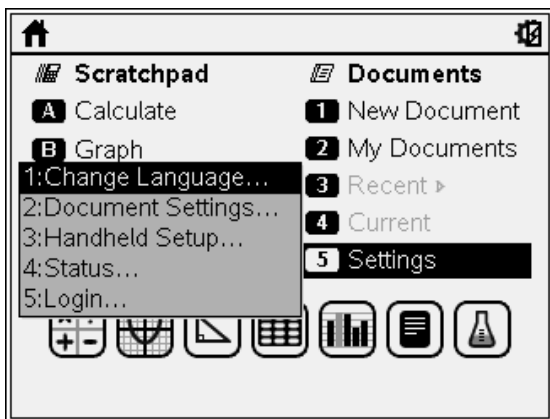 Scratchpad
A Calculate
B Graph
1:Change Language...
2:Document Settings...
3:Handheld Setup...
4:Status...
5:Login...
Documents
1 New Document
2 My Documents
3 Recent ▸
4 Current
5 Settings